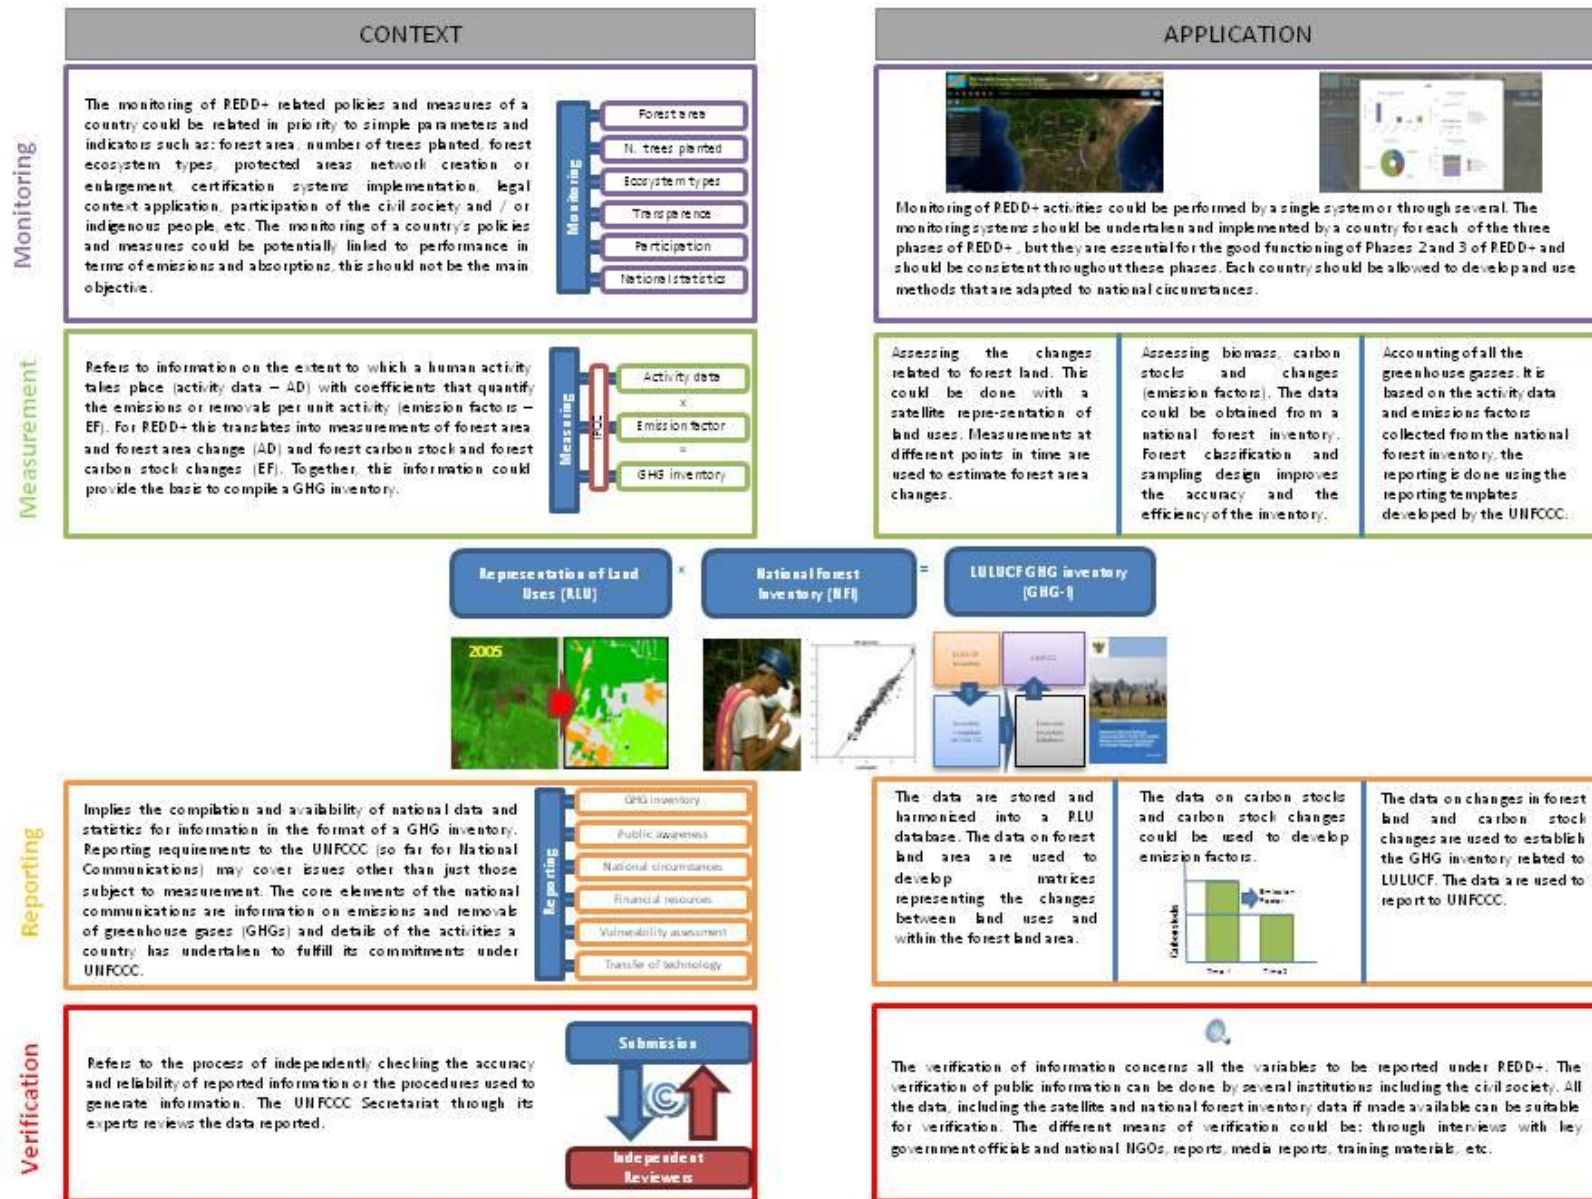 CONTEXT
APPLICATION
Monitoring
The monitoring of REDD+ related policies and measures of a
country could be related in priority to simple parameters and
indicators such as: forest area, number of trees planted, forest
ecosystem types, protected areas network creation or
enlargement, certification systems implementation, legal
context application, participation of the civil society and / or
indigenous people, etc. The monitoring of a country's policies
and measures could be potentially linked to performance in
terms of emissions and absorptions, this should not be the main
objective.
Monitoring
Forest area
N. trees planted
Ecosystem types
Transparence
Participation
National statistics
Monitoring of REDD+ activities could be performed by a single system or through several. The
monitoring systems should be undertaken and implemented by a country for each of the three
phases of REDD+, but they are essential for the good functioning of Phases 2 and 3 of REDD+ and
should be consistent throughout these phases. Each country should be allowed to develop and use
methods that are adapted to national circumstances.
Measurement
Refers to information on the extent to which a human activity
takes place (activity data – AD) with coefficients that quantify
the emissions or removals per unit activity (emission factors –
EF). For REDD+ this translates into measurements of forest area
and forest area change (AD) and forest carbon stock and forest
carbon stock changes (EF). Together, this information could
provide the basis to compile a GHG inventory.
Measuring
IPCC
Activity data
x
Emission factor
=
GHG inventory
Assessing the changes
related to forest land. This
could be done with a
satellite repre-sentation of
land uses. Measurements at
different points in time are
used to estimate forest area
changes.
Assessing biomass, carbon
stocks and changes
(emission factors). The data
could be obtained from a
national forest inventory.
Forest classification and
sampling design improves
the accuracy and the
efficiency of the inventory.
Accounting of all the
greenhouse gasses. It is
based on the activity data
and emissions factors
collected from the national
forest inventory, the
reporting is done using the
reporting templates
developed by the UNFCCC.
Representation of Land
Uses (RLU)
x
National Forest
Inventory (NFI)
=
LULUCF GHG inventory
(GHG-I)
2005
Reporting
Implies the compilation and availability of national data and
statistics for information in the format of a GHG inventory.
Reporting requirements to the UNFCCC (so far for National
Communications) may cover issues other than just those
subject to measurement. The core elements of the national
communications are information on emissions and removals
of greenhouse gases (GHGs) and details of the activities a
country has undertaken to fulfill its commitments under
UNFCCC.
Reporting
GHG inventory
Public awareness
National circumstances
Financial resources
Vulnerability assessment
Transfer of technology
The data are stored and
harmonized into a RLU
database. The data on forest
land area are used to
develop matrices
representing the changes
between land uses and
within the forest land area.
The data on carbon stocks
and carbon stock changes
could be used to develop
emission factors.
Carbon stocks
Emission
Factor
Time 1
Time 2
The data on changes in forest
land and carbon stock
changes are used to establish
the GHG inventory related to
LULUCF. The data are used to
report to UNFCCC.
Verification
Refers to the process of independently checking the accuracy
and reliability of reported information or the procedures used to
generate information. The UNFCCC Secretariat through its
experts reviews the data reported.
Submission
Independent
Reviewers
The verification of information concerns all the variables to be reported under REDD+. The
verification of public information can be done by several institutions including the civil society. All
the data, including the satellite and national forest inventory data if made available can be suitable
for verification. The different means of verification could be: through interviews with key
government officials and national NGOs, reports, media reports, training materials, etc.